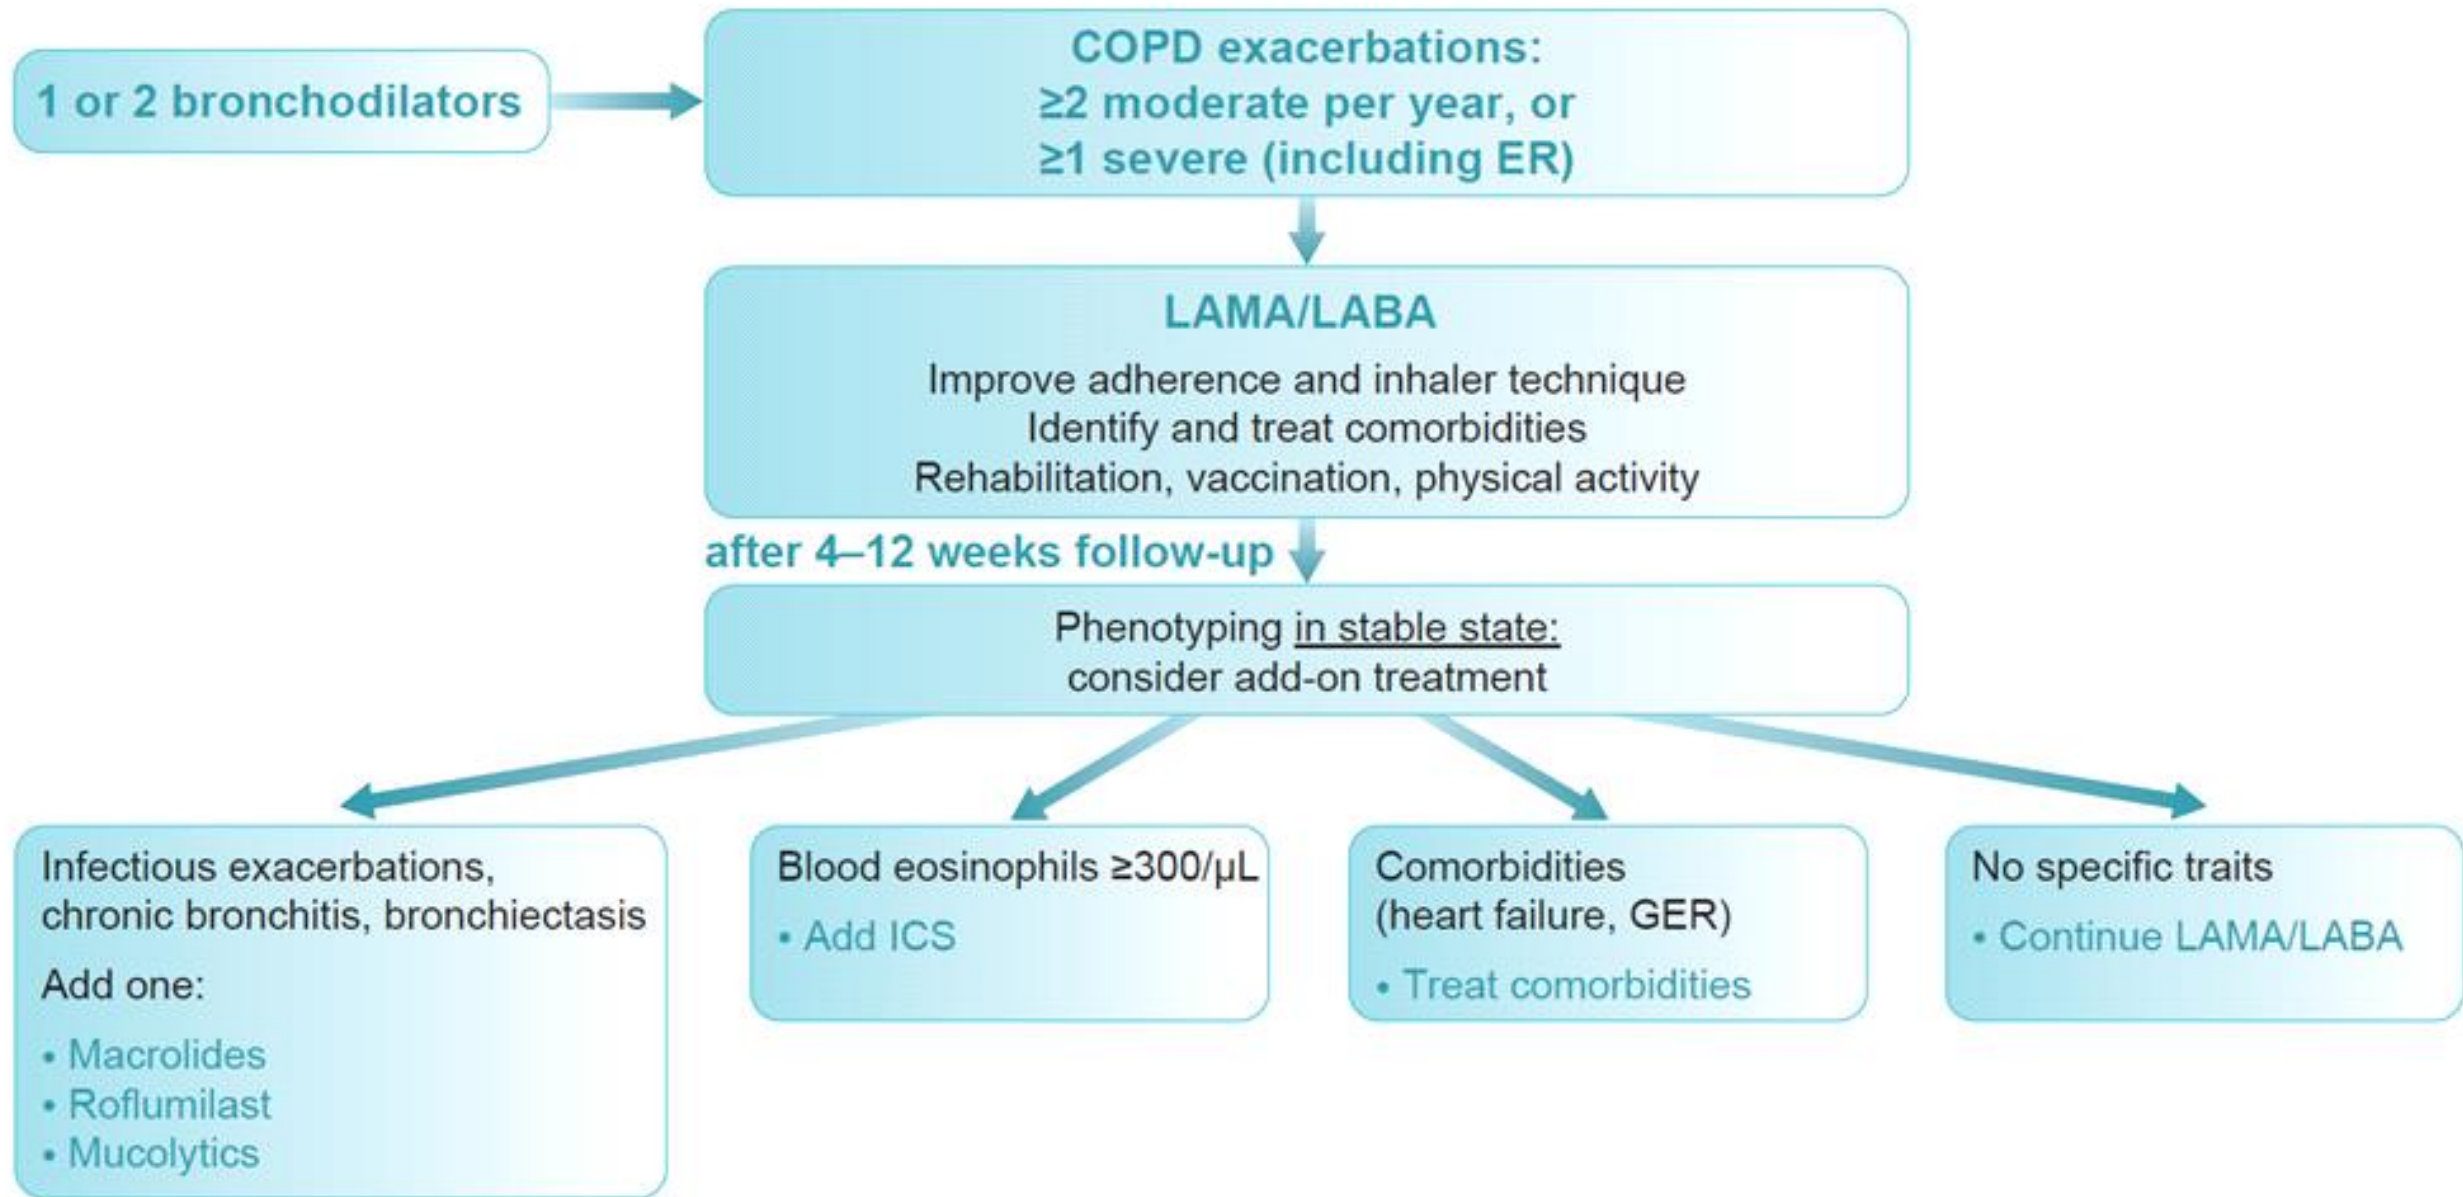 1 or 2 bronchodilators
COPD exacerbations:
≥2 moderate per year, or
≥1 severe (including ER)
LAMA/LABA
Improve adherence and inhaler technique
Identify and treat comorbidities
Rehabilitation, vaccination, physical activity
after 4–12 weeks follow-up
Phenotyping in stable state:
consider add-on treatment
Infectious exacerbations,
chronic bronchitis, bronchiectasis
Add one:
• Macrolides
• Roflumilast
• Mucolytics
Blood eosinophils ≥300/µL
• Add ICS
Comorbidities
(heart failure, GER)
• Treat comorbidities
No specific traits
• Continue LAMA/LABA